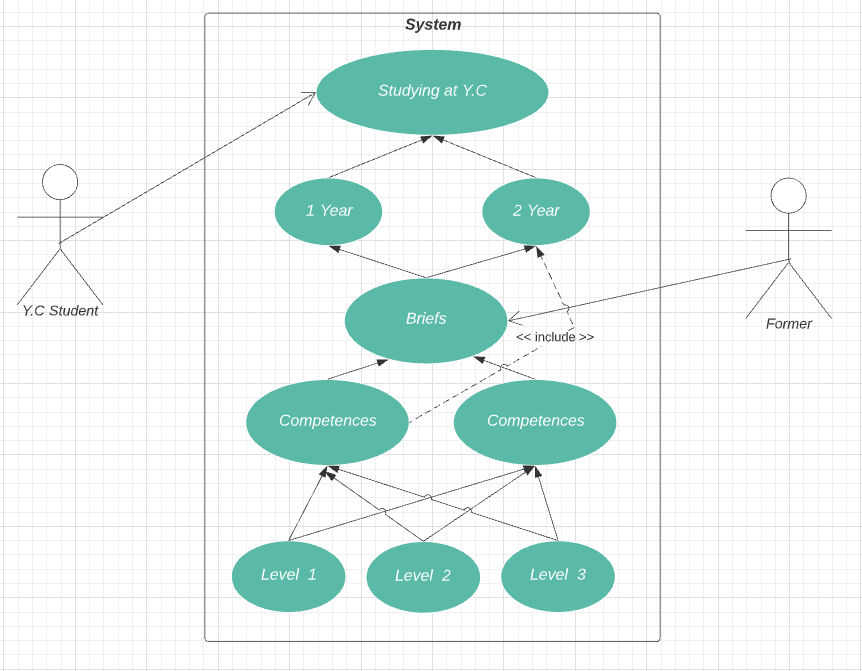 System
Studying at Y.C
1 Year
2 Year
Y.C Student
Briefs
Former
<< include >>
Competences
Competences
Level 1
Level 2
Level 3